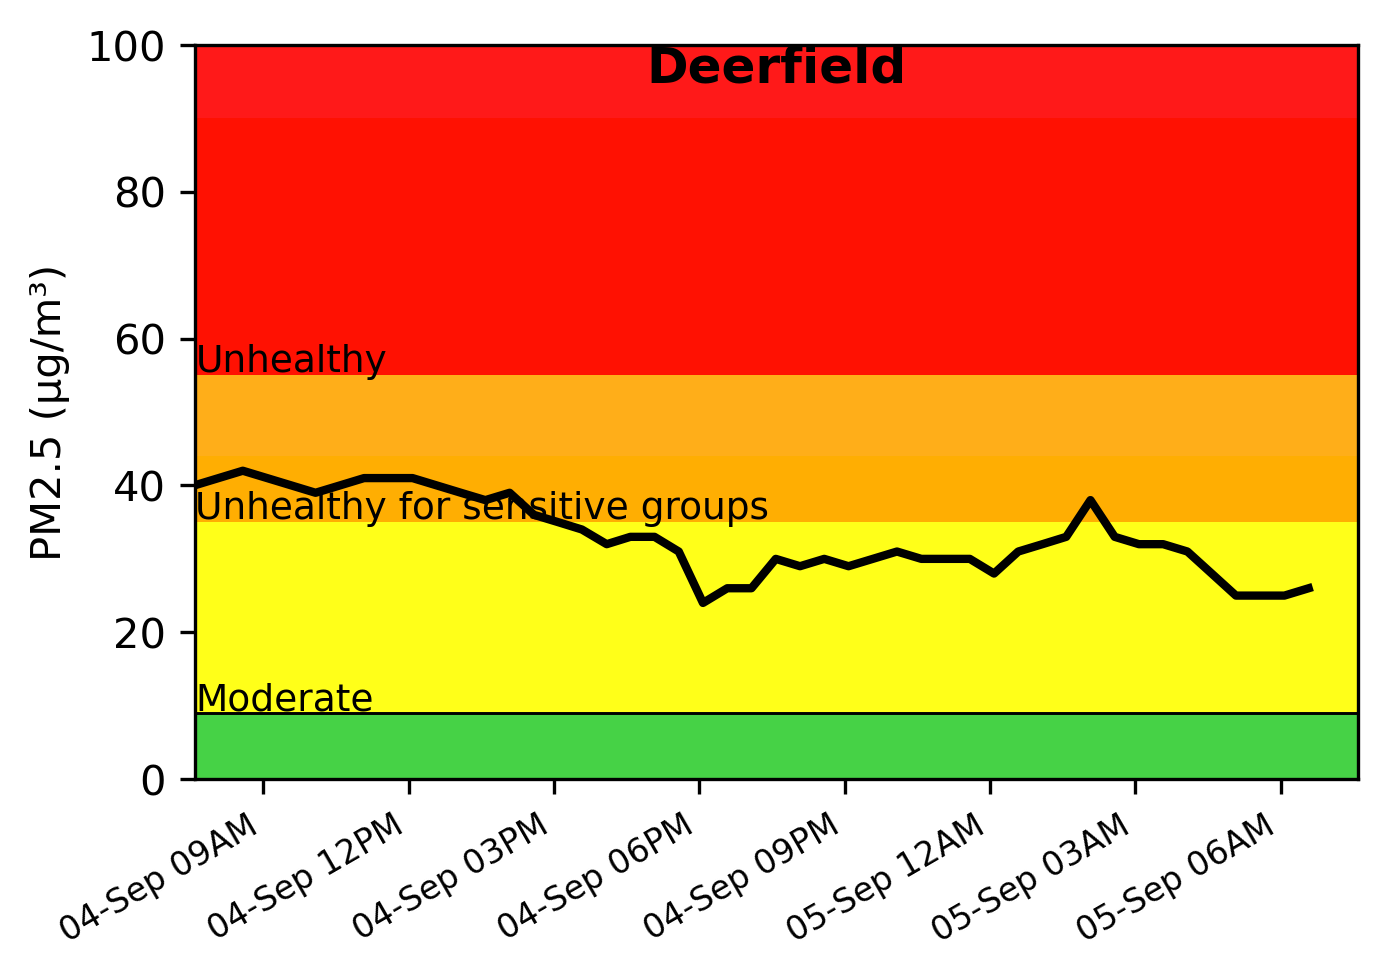 Deerfield
PM2.5 (µg/m³)
100
80
60
40
20
0
Unhealthy
Unhealthy for sensitive groups
Moderate
04-Sep 09AM
04-Sep 12PM
04-Sep 03PM
04-Sep 06PM
04-Sep 09PM
05-Sep 12AM
05-Sep 03AM
05-Sep 06AM